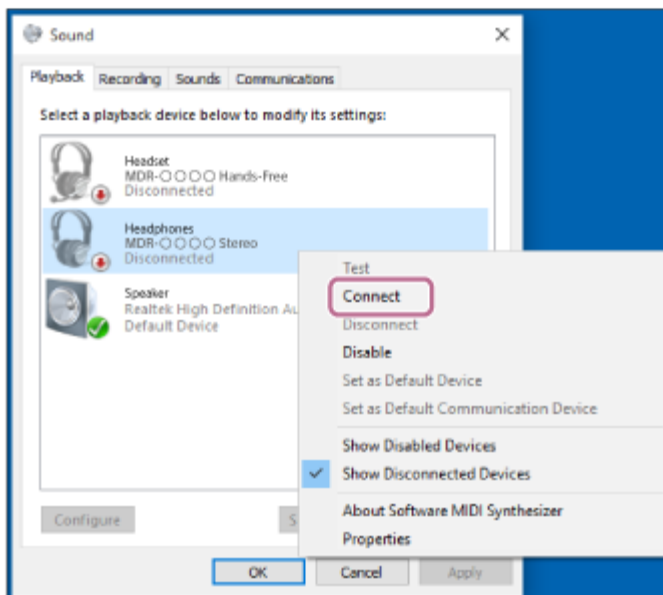 Sound
Playback Recording Sounds Communications
Select a playback device below to modify its settings:
Headset
MDR-○○○○ Hands-Free
Disconnected
Headphones
MDR-○○○○ Stereo
Disconnected
Speaker
Realtek High Definition Au
Default Device
Test
Connect
Disconnect
Disable
Set as Default Device
Set as Default Communication Device
Show Disabled Devices
Show Disconnected Devices
About Software MIDI Synthesizer
Properties
Configure
S
OK Cancel Apply